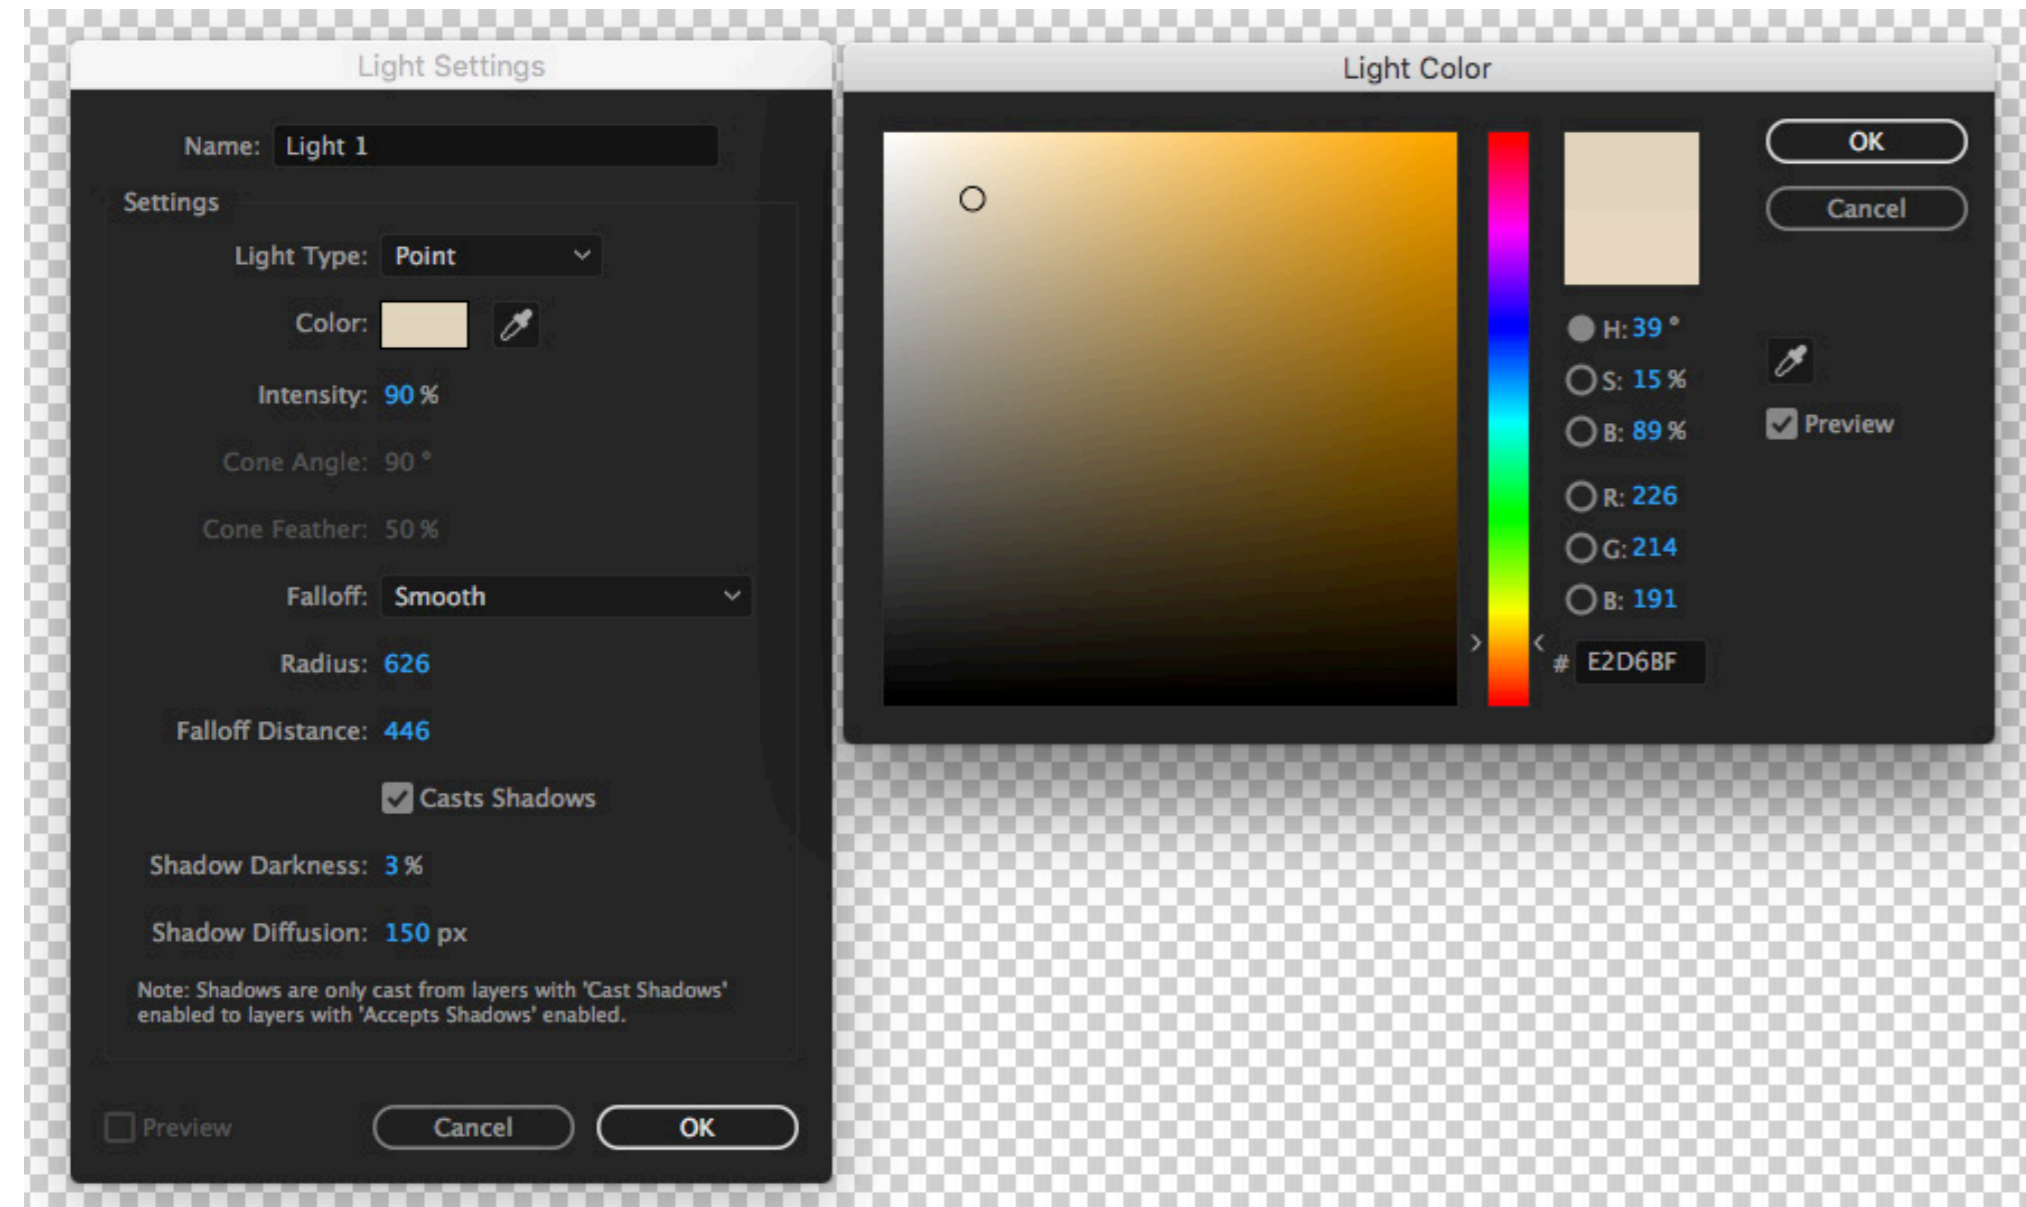 Light Settings
Name: Light 1
Settings
Light Type: Point
Color:
Intensity: 90 %
Cone Angle: 90 °
Cone Feather: 50 %
Falloff: Smooth
Radius: 626
Falloff Distance: 446
Casts Shadows
Shadow Darkness: 3 %
Shadow Diffusion: 150 px
Note: Shadows are only cast from layers with 'Cast Shadows'
enabled to layers with 'Accepts Shadows' enabled.
Preview
Cancel
OK
Light Color
OK
Cancel
H: 39 °
S: 15 %
B: 89 %
Preview
R: 226
G: 214
B: 191
# E2D6BF